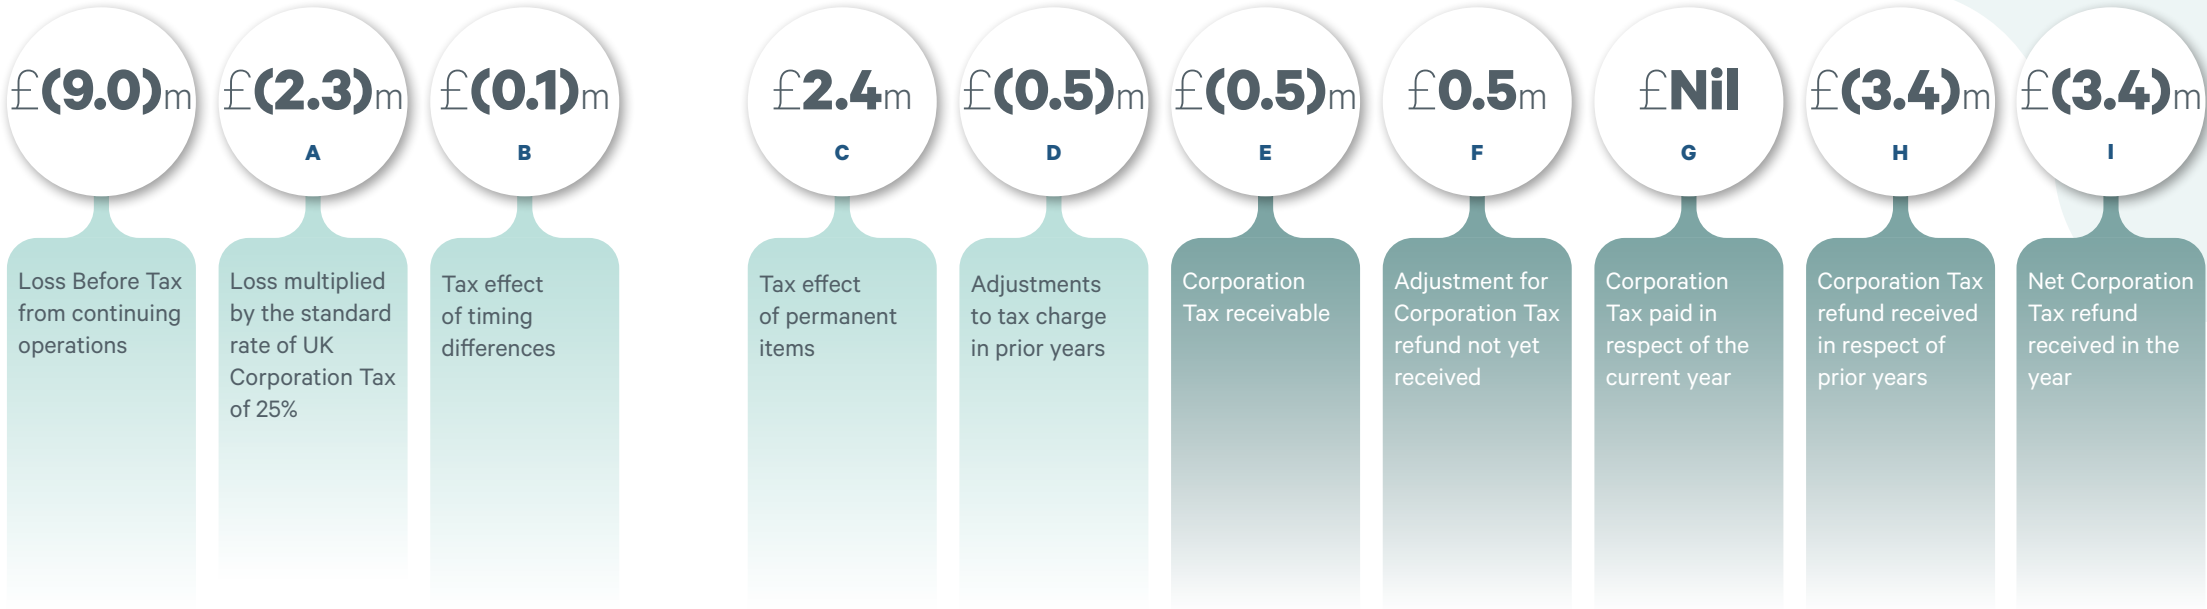 £(9.0)m
Loss Before Tax
from continuing
operations
£(2.3)m
A
Loss multiplied
by the standard
rate of UK
Corporation Tax
of 25%
£(0.1)m
B
Tax effect
of timing
differences
£2.4m
C
Tax effect
of permanent
items
£(0.5)m
D
Adjustments
to tax charge
in prior years
£(0.5)m
E
Corporation
Tax receivable
£0.5m
F
Adjustment for
Corporation Tax
refund not yet
received
£Nil
G
Corporation
Tax paid in
respect of the
current year
£(3.4)m
H
Corporation Tax
refund received
in respect of
prior years
£(3.4)m
I
Net Corporation
Tax refund
received in the
year